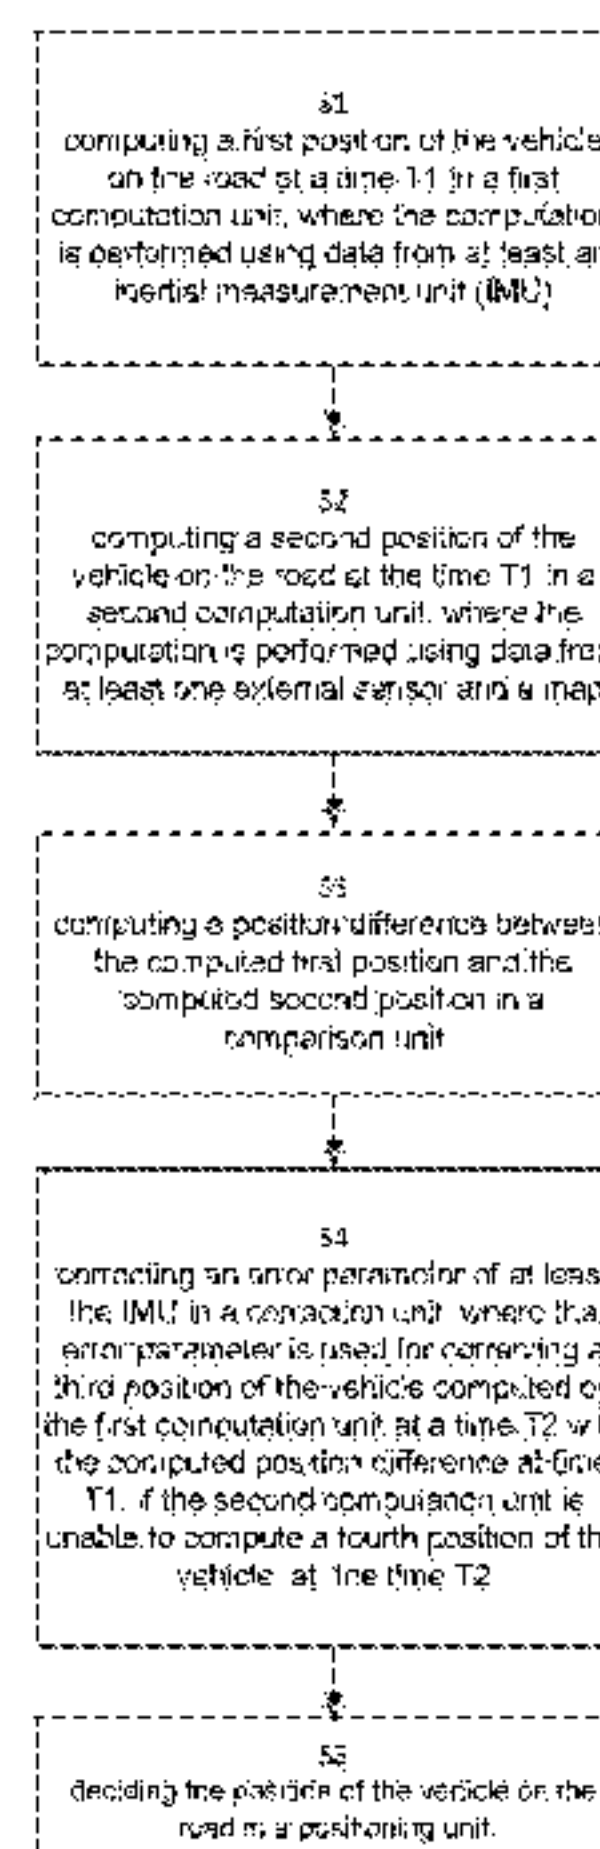 S1
computing a first position of the vehicle
on the road at a time T1 in a first
computation unit, where the computation
is performed using data from at least an
inertial measurement unit (IMU)
S2
computing a second position of the
vehicle on the road at the time T1 in a
second computation unit, where the
computation is performed using data from
at least one external sensor and a map
S3
computing a position difference between
the computed first position and the
computed second position in a
comparison unit
S4
correcting an error parameter of at least
the IMU in a correction unit, where the
error parameter is used for correcting a
third position of the vehicle computed by
the first computation unit at a time T2 wit
the computed position difference at time
T1, if the second computation unit is
unable to compute a fourth position of th
vehicle at the time T2
S5
deciding the position of the vehicle on the
road in a positioning unit.